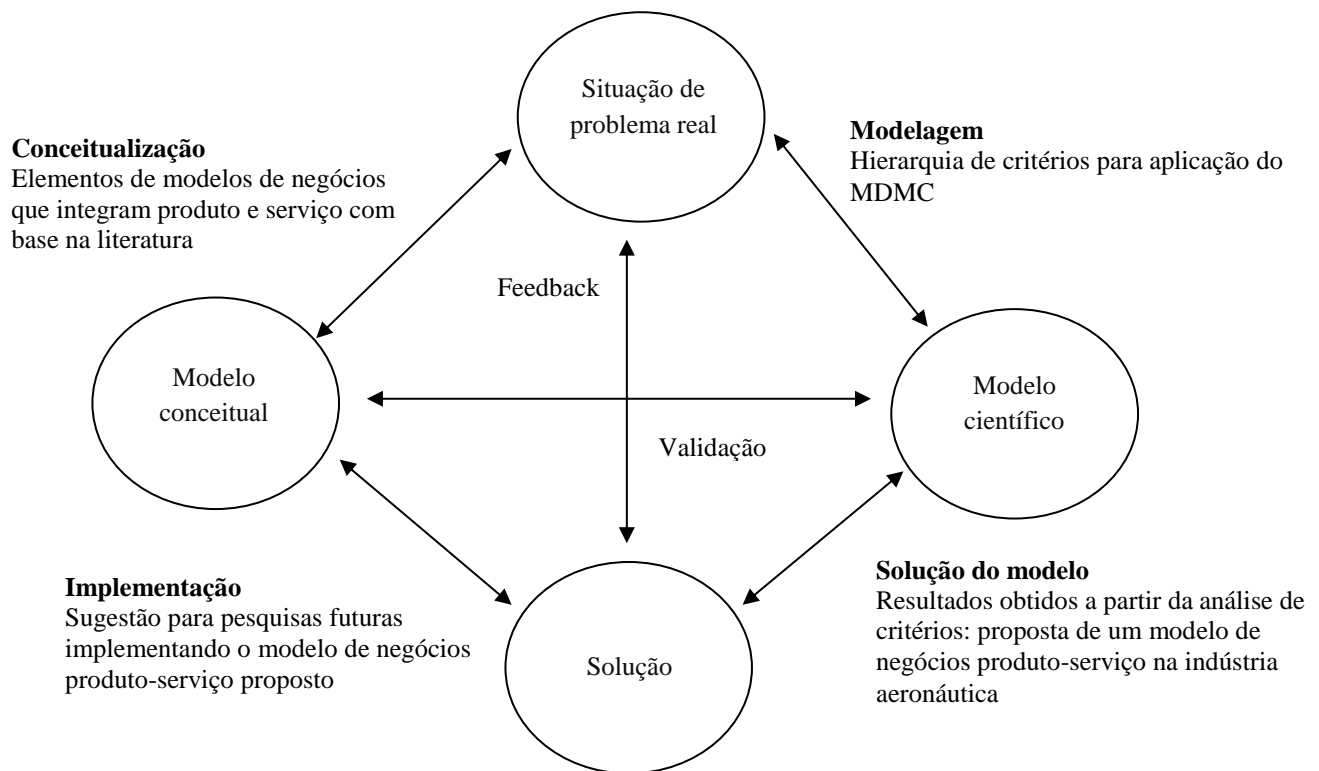 Situação de
problema real
Conceitualização
Elementos de modelos de negócios
que integram produto e serviço com
base na literatura
Modelagem
Hierarquia de critérios para aplicação do
MDMC
Feedback
Modelo
conceitual
Modelo
científico
Validação
Implementação
Sugestão para pesquisas futuras
implementando o modelo de negócios
produto-serviço proposto
Solução
Solução do modelo
Resultados obtidos a partir da análise de
critérios: proposta de um modelo de
negócios produto-serviço na indústria
aeronáutica